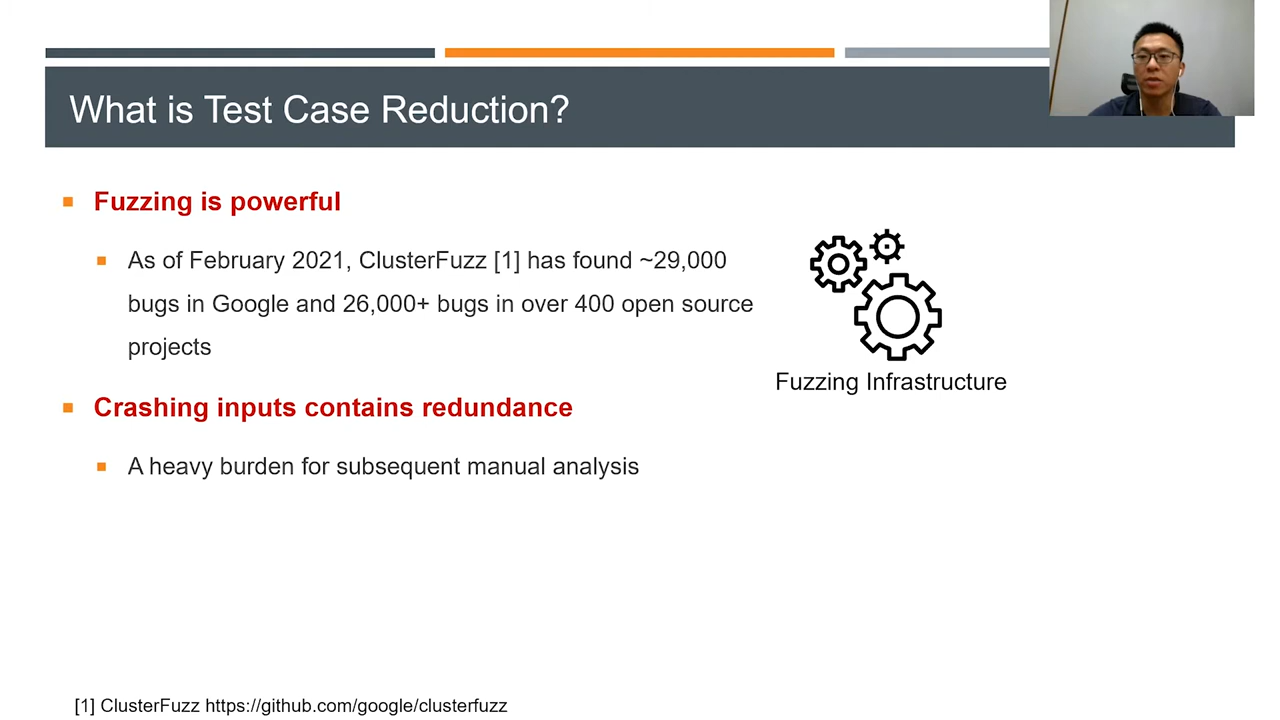 What is Test Case Reduction?
Fuzzing is powerful
As of February 2021, ClusterFuzz [1] has found ~29,000
bugs in Google and 26,000+ bugs in over 400 open source
projects
Fuzzing Infrastructure
Crashing inputs contains redundance
A heavy burden for subsequent manual analysis
[1] ClusterFuzz https://github.com/google/clusterfuzz